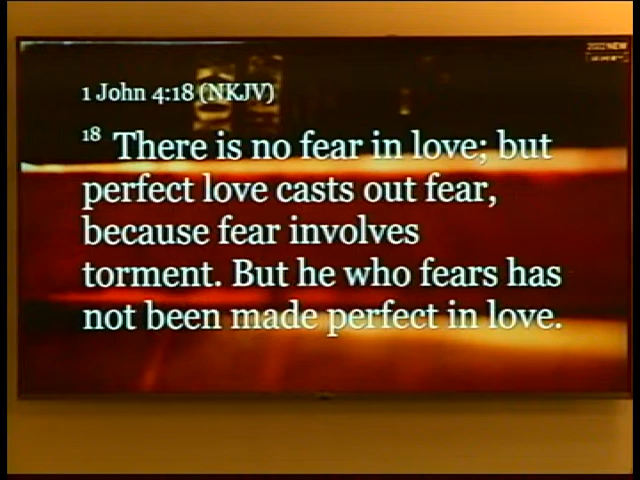 1 John 4:18 (NKJV)
18 There is no fear in love; but
perfect love casts out fear,
because fear involves
torment. But he who fears has
not been made perfect in love.